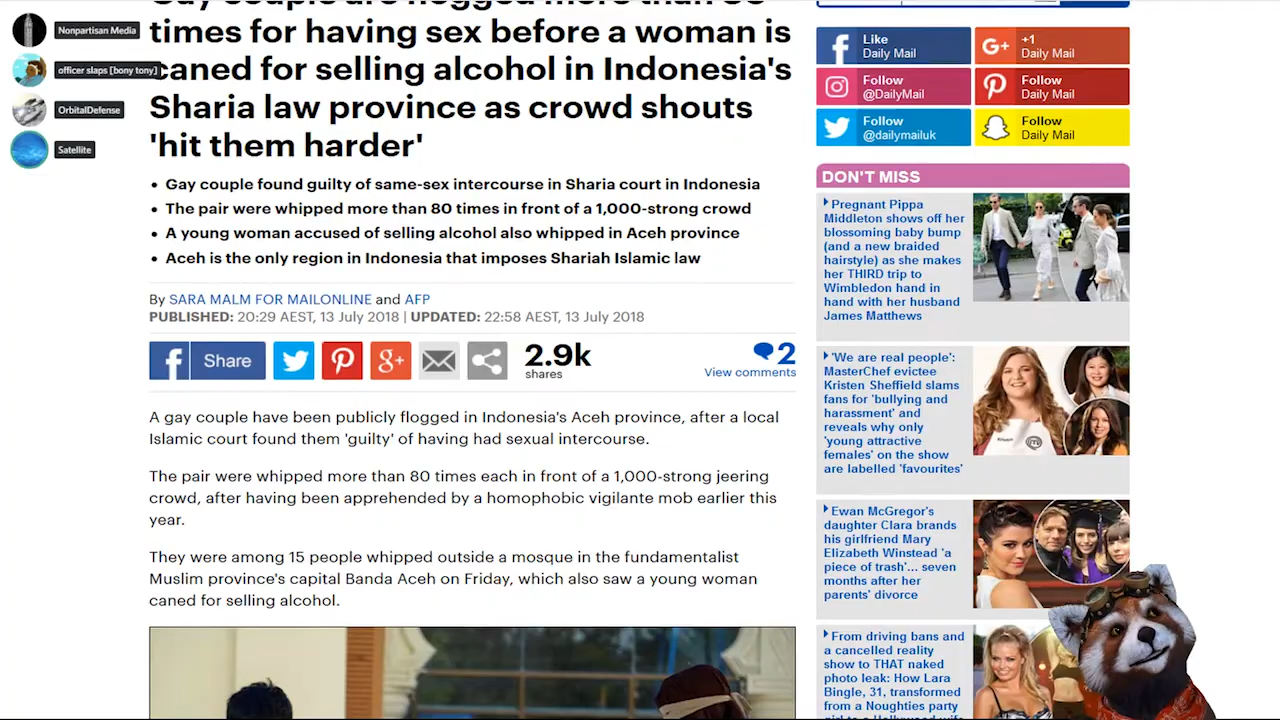 Gay couple are flogged more than 80
times for having sex before a woman is
caned for selling alcohol in Indonesia's
Sharia law province as crowd shouts
'hit them harder'
Nonpartisan Media
officer slaps [bony tony]
OrbitalDefense
Satellite
• Gay couple found guilty of same-sex intercourse in Sharia court in Indonesia
• The pair were whipped more than 80 times in front of a 1,000-strong crowd
• A young woman accused of selling alcohol also whipped in Aceh province
• Aceh is the only region in Indonesia that imposes Shariah Islamic law
By SARA MALM FOR MAILONLINE and AFP
PUBLISHED: 20:29 AEST, 13 July 2018 | UPDATED: 22:58 AEST, 13 July 2018
Share
2.9k
shares
2
View comments
A gay couple have been publicly flogged in Indonesia's Aceh province, after a local
Islamic court found them 'guilty' of having had sexual intercourse.
The pair were whipped more than 80 times each in front of a 1,000-strong jeering
crowd, after having been apprehended by a homophobic vigilante mob earlier this
year.
They were among 15 people whipped outside a mosque in the fundamentalist
Muslim province's capital Banda Aceh on Friday, which also saw a young woman
caned for selling alcohol.
Like
Daily Mail
+1
Daily Mail
Follow
@DailyMail
Follow
Daily Mail
Follow
@dailymailuk
Follow
Daily Mail
DON'T MISS
Pregnant Pippa
Middleton shows off her
blossoming baby bump
(and a new braided
hairstyle) as she makes
her THIRD trip to
Wimbledon hand in
hand with her husband
James Matthews
'We are real people':
MasterChef evictee
Kristen Sheffield slams
fans for 'bullying and
harassment' and
reveals why only
'young attractive
females' on the show
are labelled 'favourites'
Ewan McGregor's
daughter Clara brands
his girlfriend Mary
Elizabeth Winstead 'a
piece of trash'... seven
months after her
parents' divorce
From driving bans and
a cancelled reality
show to THAT naked
photo leak: How Lara
Bingle, 31, transformed
from a Noughties party
girl to a Hollywood wife